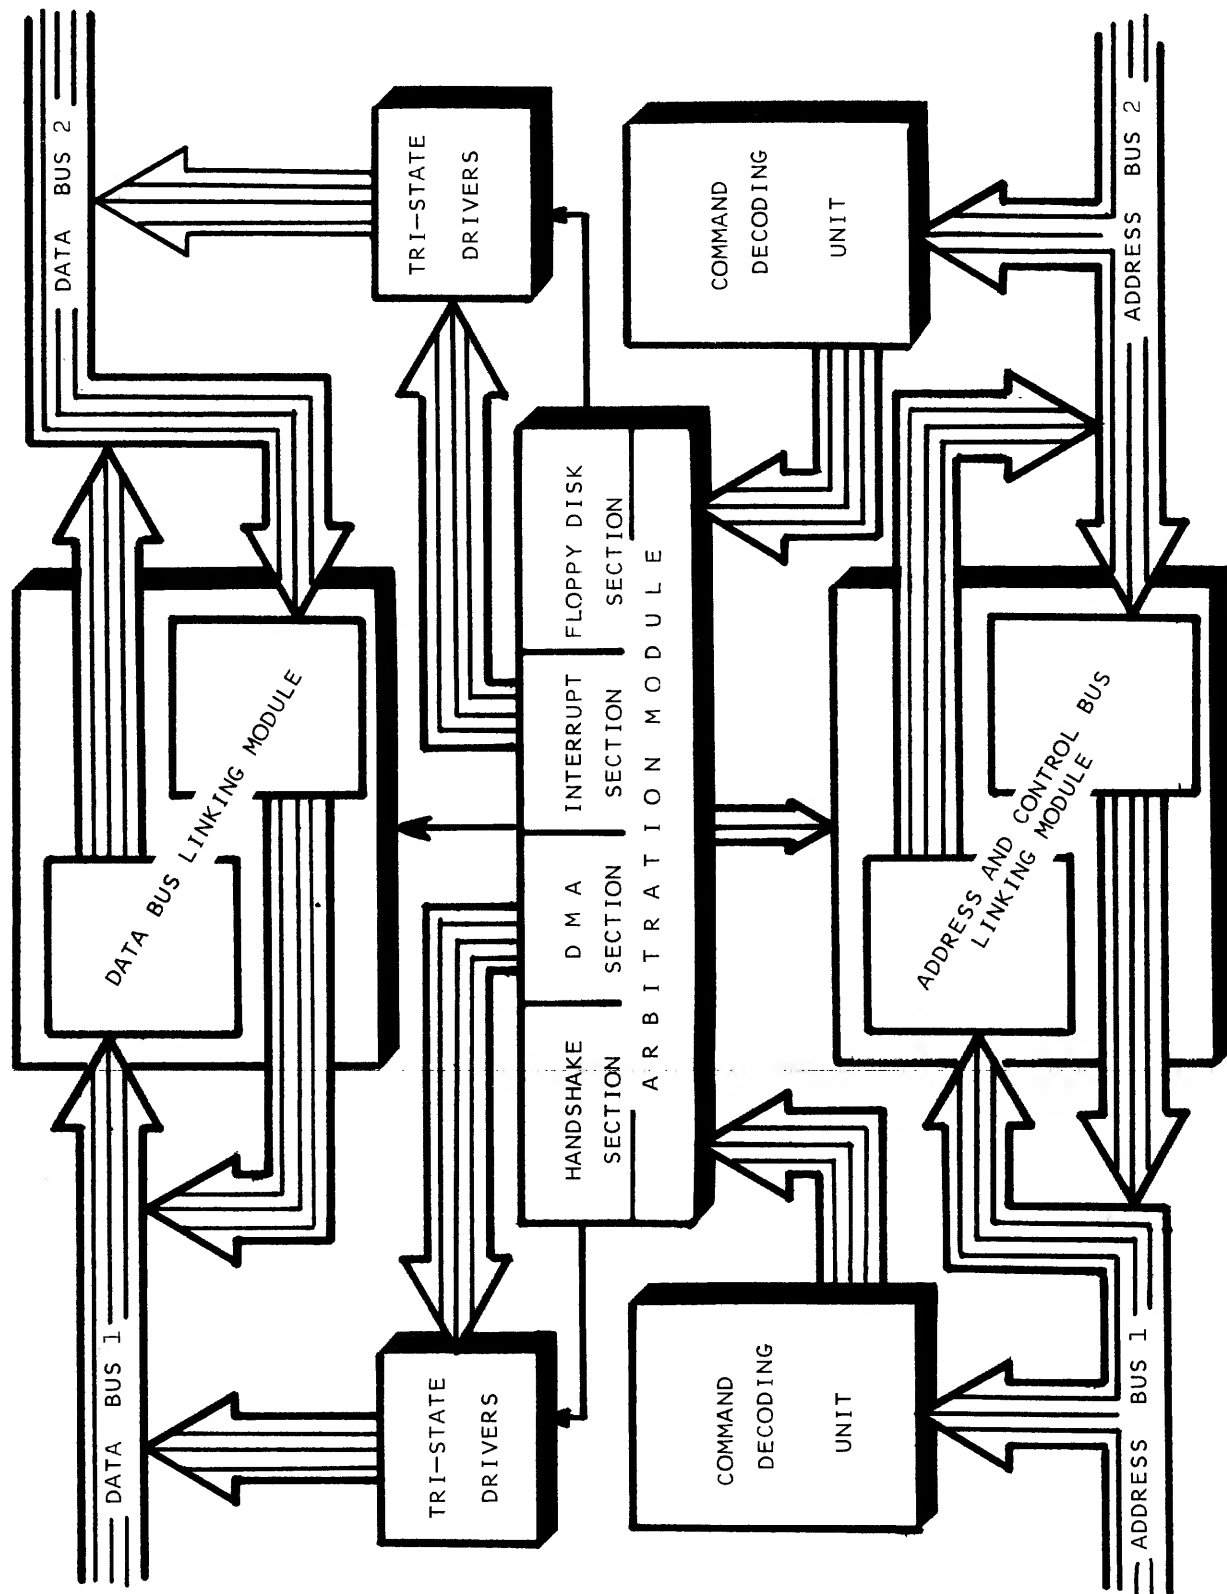 DATA BUS 1
DATA BUS 2
DATA BUS LINKING MODULE
TRI-STATE
DRIVERS
TRI-STATE
DRIVERS
HANDSHAKE
SECTION
D M A
SECTION
INTERRUPT
SECTION
FLOPPY DISK
SECTION
ARBITRATION MODULE
COMMAND
DECODING
UNIT
COMMAND
DECODING
UNIT
ADDRESS AND CONTROL BUS
LINKING MODULE
ADDRESS BUS 1
ADDRESS BUS 2